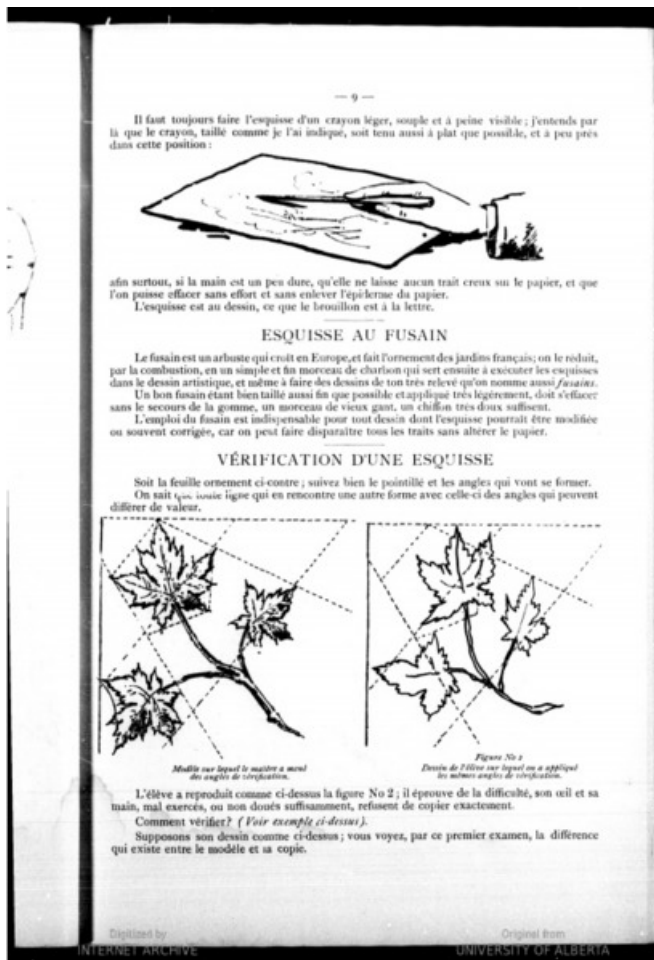 — 9 —
Il faut toujours faire l'esquisse d'un crayon léger, souple et à peine visible; j'entends par
là que le crayon, taillé comme je l'ai indiqué, soit tenu aussi à plat que possible, et à peu près
dans cette position :
afin surtout, si la main est un peu dure, qu'elle ne laisse aucun trait creux sur le papier, et que
l'on puisse effacer sans effort et sans enlever l'épiderme du papier.
L'esquisse est au dessin, ce que le brouillon est à la lettre.
ESQUISSE AU FUSAIN
Le fusain est un arbuste qui croît en Europe, et fait l'ornement des jardins français; on le réduit,
par la combustion, en un simple et fin morceau de charbon qui sert ensuite à exécuter les esquisses
dans le dessin artistique, et même à faire des dessins de ton très relevé qu'on nomme aussi fusains.
Un bon fusain étant bien taillé aussi fin que possible et appliqué très légèrement, doit s'effacer
sans le secours de la gomme, un morceau de vieux gant, un chiffon très doux suffisent.
L'emploi du fusain est indispensable pour tout dessin dont l'esquisse pourrait être modifiée
ou souvent corrigée, car on peut faire disparaître tous les traits sans altérer le papier.
VÉRIFICATION D'UNE ESQUISSE
Soit la feuille ornement ci-contre ; suivez bien le pointillé et les angles qui vont se former.
On sait que toute ligne qui en rencontre une autre forme avec celle-ci des angles qui peuvent
différer de valeur.
Modèle sur lequel le maître a mené
des angles de vérification.
Figure No 2
Dessin de l'élève sur lequel on a appliqué
les mêmes angles de vérification.
L'élève a reproduit comme ci-dessus la figure No 2 ; il éprouve de la difficulté, son œil et sa
main, mal exercés, ou non doués suffisamment, refusent de copier exactement.
Comment vérifier? (Voir exemple ci-dessus).
Supposons son dessin comme ci-dessus ; vous voyez, par ce premier examen, la différence
qui existe entre le modèle et sa copie.
Digitized by
INTERNET ARCHIVE
Original from
UNIVERSITY OF ALBERTA